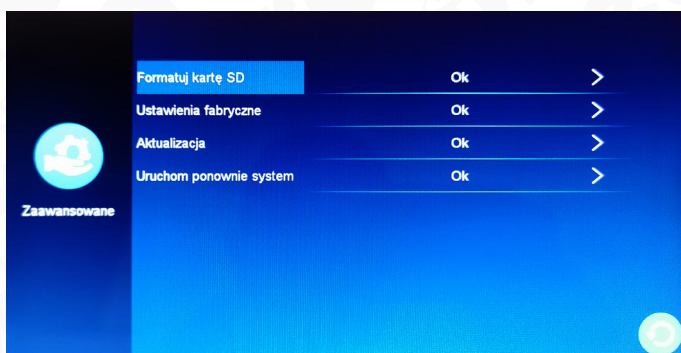 Formatuj kartę SD Ok
Ustawienia fabryczne Ok
Aktualizacja Ok
Uruchom ponownie system Ok
Zaawansowane